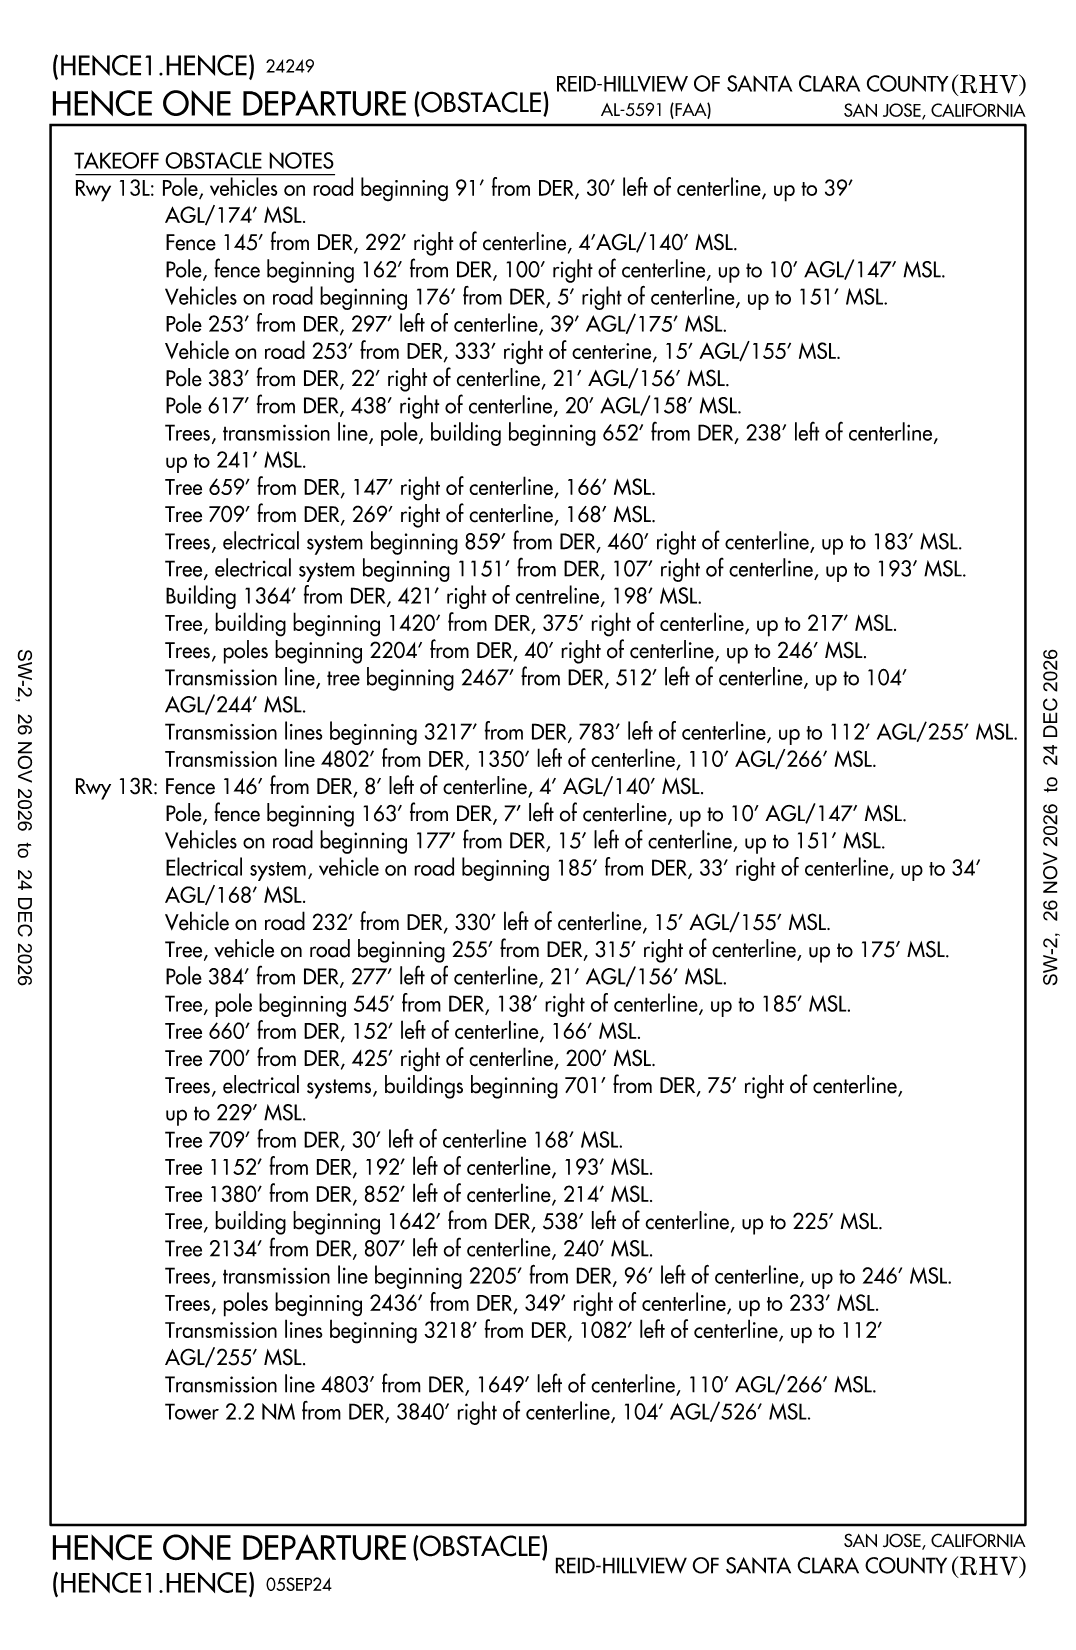 (HENCE1.HENCE) 24249
HENCE ONE DEPARTURE (OBSTACLE)
REID-HILLVIEW OF SANTA CLARA COUNTY (RHV)
AL-5591 (FAA)
SAN JOSE, CALIFORNIA
TAKEOFF OBSTACLE NOTES
Rwy 13L: Pole, vehicles on road beginning 91’ from DER, 30’ left of centerline, up to 39’
AGL/174’ MSL.
Fence 145’ from DER, 292’ right of centerline, 4’AGL/140’ MSL.
Pole, fence beginning 162’ from DER, 100’ right of centerline, up to 10’ AGL/147’ MSL.
Vehicles on road beginning 176’ from DER, 5’ right of centerline, up to 151’ MSL.
Pole 253’ from DER, 297’ left of centerline, 39’ AGL/175’ MSL.
Vehicle on road 253’ from DER, 333’ right of centerine, 15’ AGL/155’ MSL.
Pole 383’ from DER, 22’ right of centerline, 21’ AGL/156’ MSL.
Pole 617’ from DER, 438’ right of centerline, 20’ AGL/158’ MSL.
Trees, transmission line, pole, building beginning 652’ from DER, 238’ left of centerline,
up to 241’ MSL.
Tree 659’ from DER, 147’ right of centerline, 166’ MSL.
Tree 709’ from DER, 269’ right of centerline, 168’ MSL.
Trees, electrical system beginning 859’ from DER, 460’ right of centerline, up to 183’ MSL.
Tree, electrical system beginning 1151’ from DER, 107’ right of centerline, up to 193’ MSL.
Building 1364’ from DER, 421’ right of centreline, 198’ MSL.
Tree, building beginning 1420’ from DER, 375’ right of centerline, up to 217’ MSL.
Trees, poles beginning 2204’ from DER, 40’ right of centerline, up to 246’ MSL.
Transmission line, tree beginning 2467’ from DER, 512’ left of centerline, up to 104’
AGL/244’ MSL.
Transmission lines beginning 3217’ from DER, 783’ left of centerline, up to 112’ AGL/255’ MSL.
Transmission line 4802’ from DER, 1350’ left of centerline, 110’ AGL/266’ MSL.
Rwy 13R: Fence 146’ from DER, 8’ left of centerline, 4’ AGL/140’ MSL.
Pole, fence beginning 163’ from DER, 7’ left of centerline, up to 10’ AGL/147’ MSL.
Vehicles on road beginning 177’ from DER, 15’ left of centerline, up to 151’ MSL.
Electrical system, vehicle on road beginning 185’ from DER, 33’ right of centerline, up to 34’
AGL/168’ MSL.
Vehicle on road 232’ from DER, 330’ left of centerline, 15’ AGL/155’ MSL.
Tree, vehicle on road beginning 255’ from DER, 315’ right of centerline, up to 175’ MSL.
Pole 384’ from DER, 277’ left of centerline, 21’ AGL/156’ MSL.
Tree, pole beginning 545’ from DER, 138’ right of centerline, up to 185’ MSL.
Tree 660’ from DER, 152’ left of centerline, 166’ MSL.
Tree 700’ from DER, 425’ right of centerline, 200’ MSL.
Trees, electrical systems, buildings beginning 701’ from DER, 75’ right of centerline,
up to 229’ MSL.
Tree 709’ from DER, 30’ left of centerline 168’ MSL.
Tree 1152’ from DER, 192’ left of centerline, 193’ MSL.
Tree 1380’ from DER, 852’ left of centerline, 214’ MSL.
Tree, building beginning 1642’ from DER, 538’ left of centerline, up to 225’ MSL.
Tree 2134’ from DER, 807’ left of centerline, 240’ MSL.
Trees, transmission line beginning 2205’ from DER, 96’ left of centerline, up to 246’ MSL.
Trees, poles beginning 2436’ from DER, 349’ right of centerline, up to 233’ MSL.
Transmission lines beginning 3218’ from DER, 1082’ left of centerline, up to 112’
AGL/255’ MSL.
Transmission line 4803’ from DER, 1649’ left of centerline, 110’ AGL/266’ MSL.
Tower 2.2 NM from DER, 3840’ right of centerline, 104’ AGL/526’ MSL.
SW-2, 26 NOV 2026 to 24 DEC 2026
SW-2, 26 NOV 2026 to 24 DEC 2026
HENCE ONE DEPARTURE (OBSTACLE)
(HENCE1.HENCE) 05SEP24
SAN JOSE, CALIFORNIA
REID-HILLVIEW OF SANTA CLARA COUNTY (RHV)